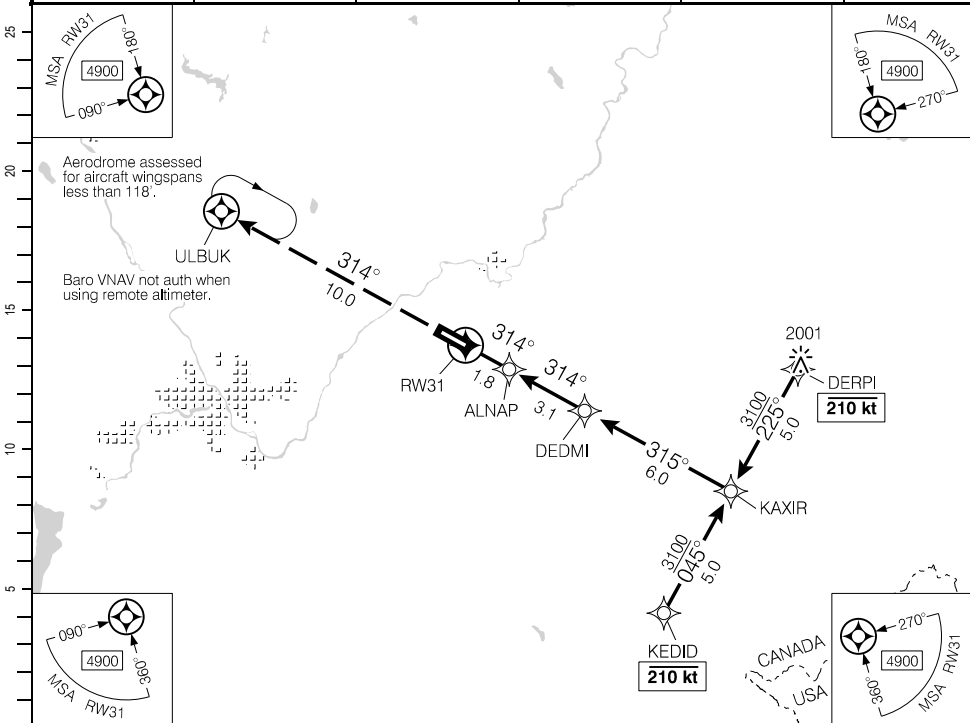 25
20
15
10
5
MSA RW31
180°
4900
090°
MSA RW31
180°
4900
270°
Aerodrome assessed
for aircraft wingspans
less than 118'.
ULBUK
Baro VNAV not auth when
using remote altimeter.
314°
10.0
RW31
314°
1.8
ALNAP
314°
3.1
DEDMI
315°
6.0
2001
DERPI
210 kt
3100
225°
5.0
KAXIR
3100
045°
5.0
KEDID
210 kt
CANADA
USA
090°
4900
360°
MSA RW31
270°
4900
360°
MSA RW31